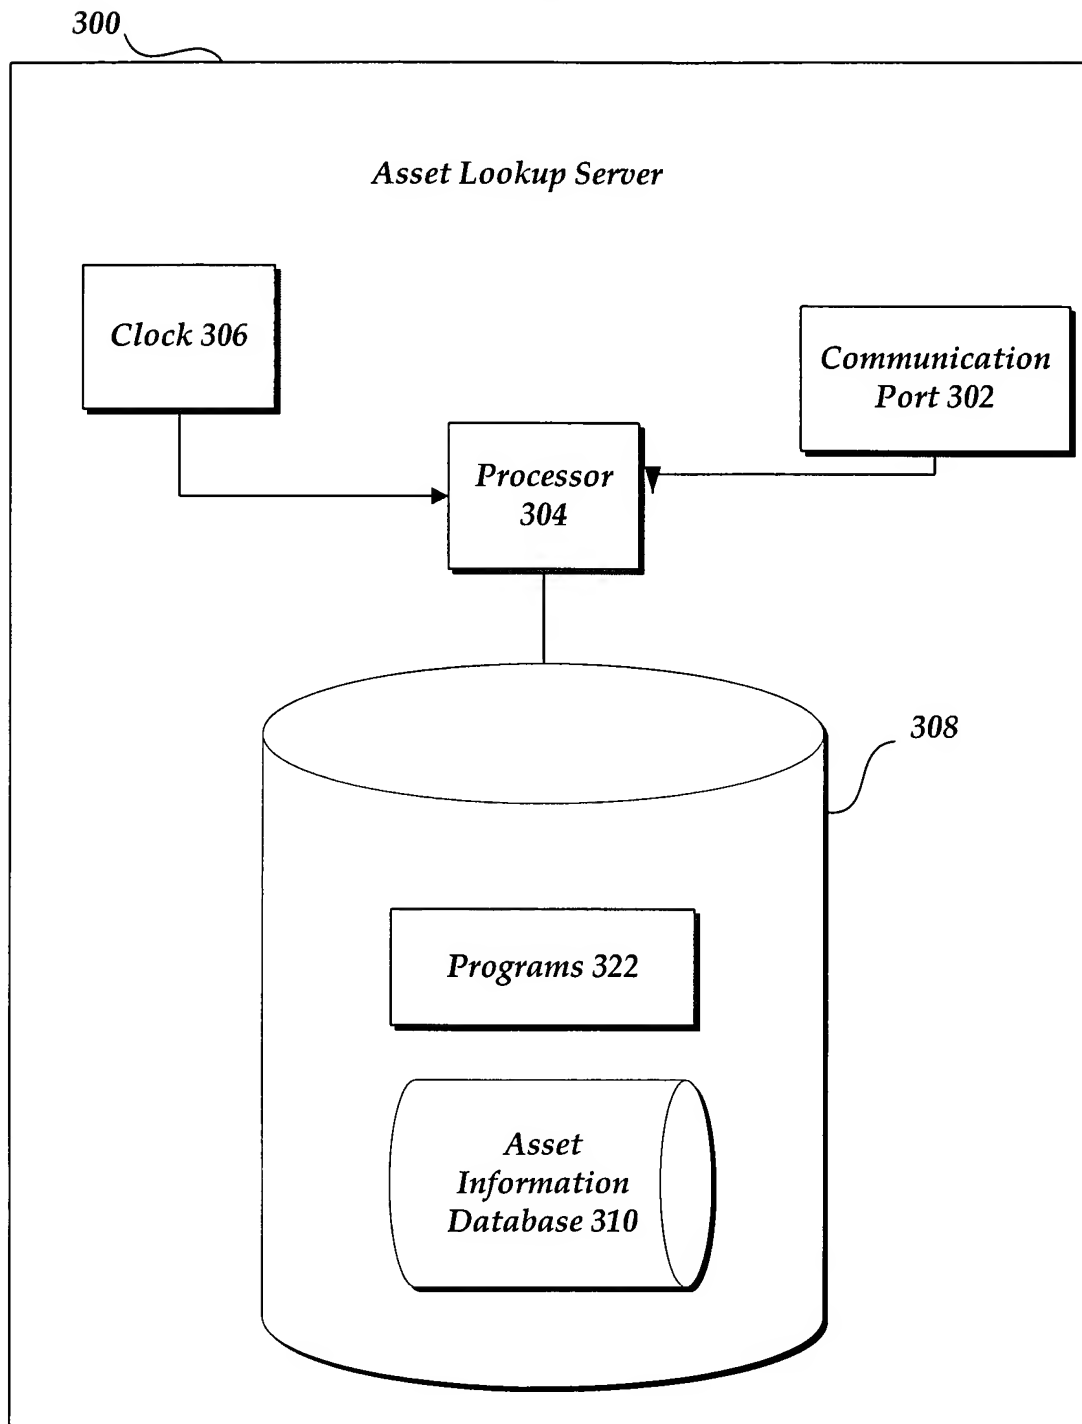 300
Asset Lookup Server
Clock 306
Communication
Port 302
Processor
304
308
Programs 322
Asset
Information
Database 310